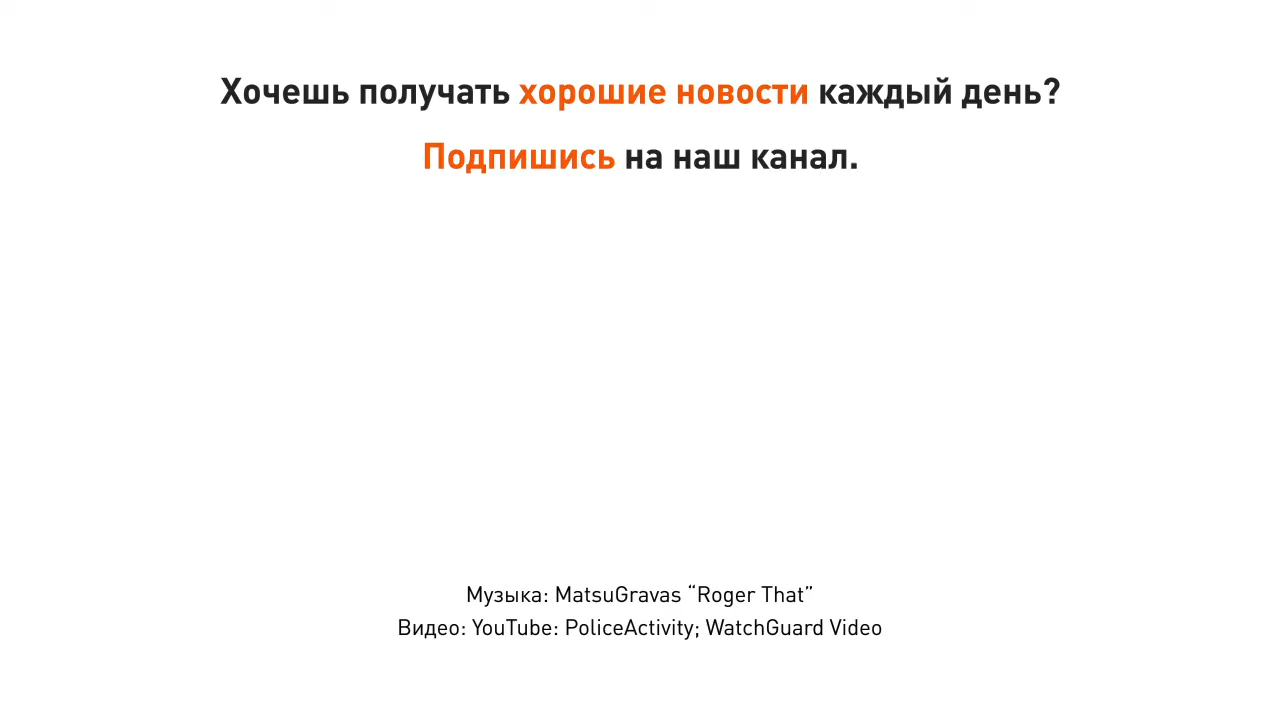 Хочешь получать хорошие новости каждый день?
Подпишись на наш канал.
Музыка: MatsuGravas “Roger That”
Видео: YouTube: PoliceActivity; WatchGuard Video